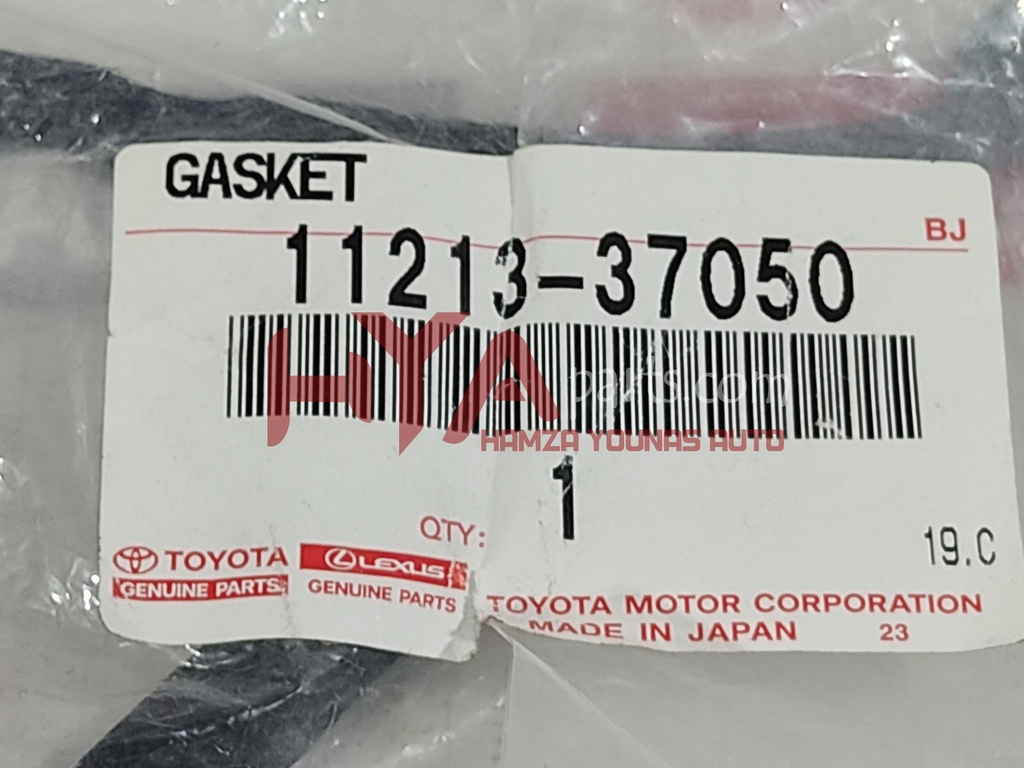 GASKET
BJ
11213-37050
HYA parts.com
HAMZA YOUNAS AUTO
1
QTY:
19.C
TOYOTA LEXUS
GENUINE PARTS GENUINE PARTS
TOYOTA MOTOR CORPORATION
MADE IN JAPAN 23